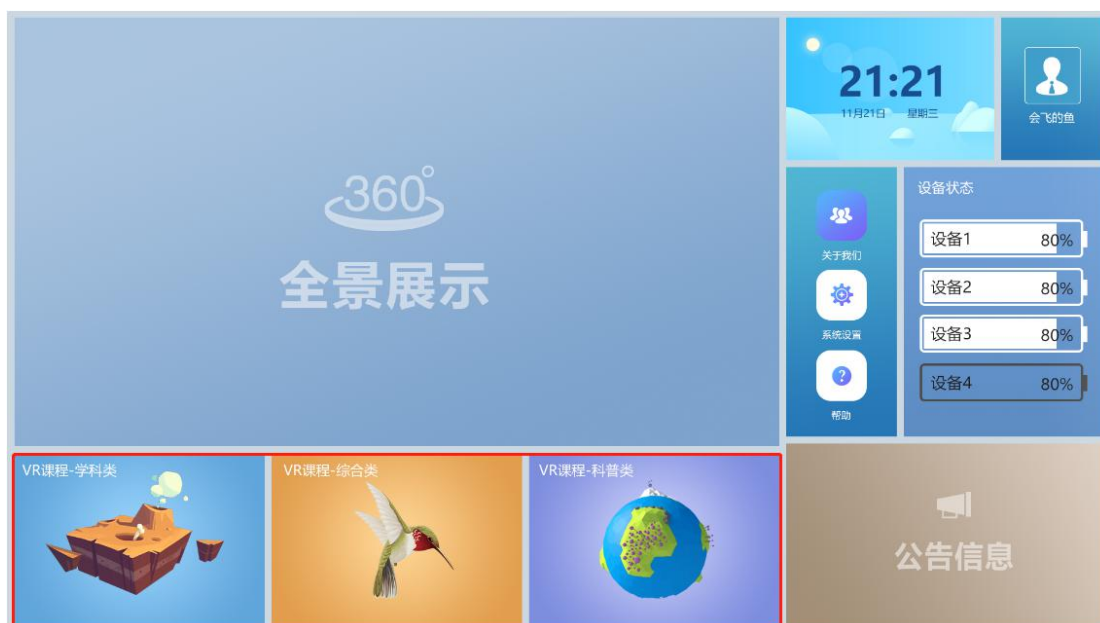 360°
全景展示
21:21
11月21日 星期三
会飞的鱼
关于我们
系统设置
帮助
设备状态
设备1 80%
设备2 80%
设备3 80%
设备4 80%
VR课程-学科类
VR课程-综合类
VR课程-科普类
公告信息